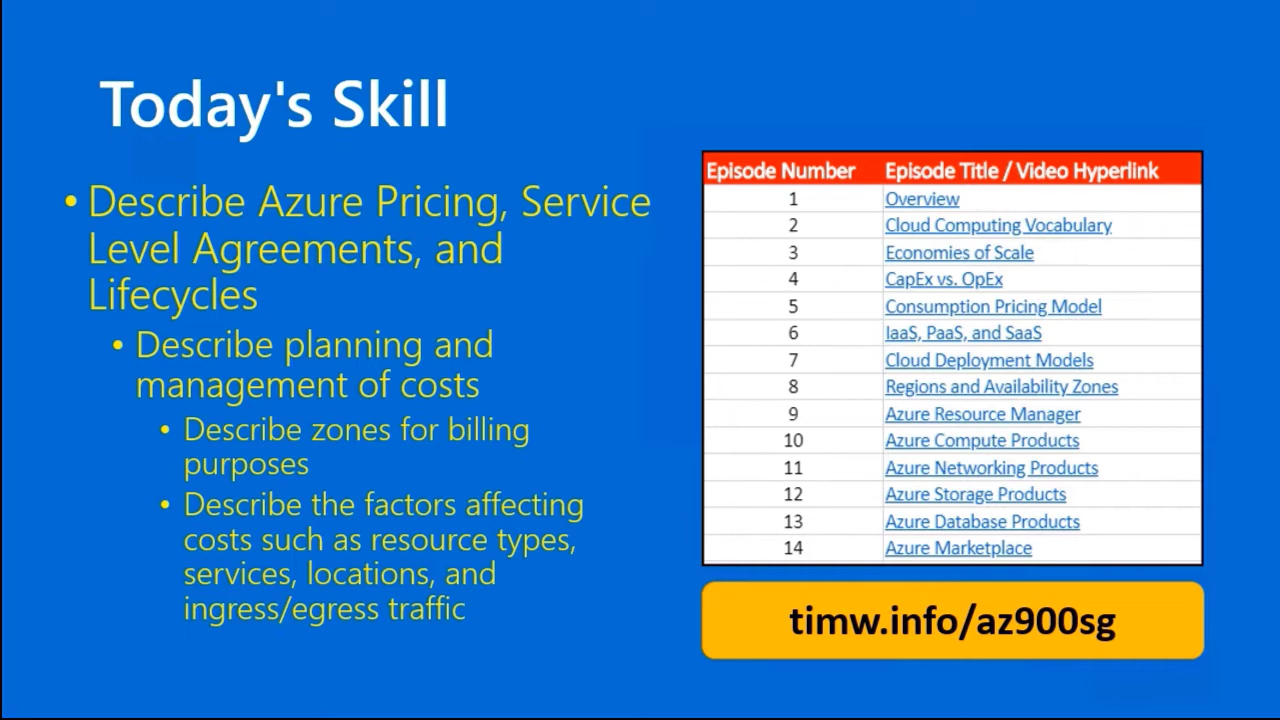 Today's Skill
• Describe Azure Pricing, Service
Level Agreements, and
Lifecycles
• Describe planning and
management of costs
• Describe zones for billing
purposes
• Describe the factors affecting
costs such as resource types,
services, locations, and
ingress/egress traffic
Episode Number Episode Title / Video Hyperlink
1 Overview
2 Cloud Computing Vocabulary
3 Economies of Scale
4 CapEx vs. OpEx
5 Consumption Pricing Model
6 IaaS, PaaS, and SaaS
7 Cloud Deployment Models
8 Regions and Availability Zones
9 Azure Resource Manager
10 Azure Compute Products
11 Azure Networking Products
12 Azure Storage Products
13 Azure Database Products
14 Azure Marketplace
timw.info/az900sg